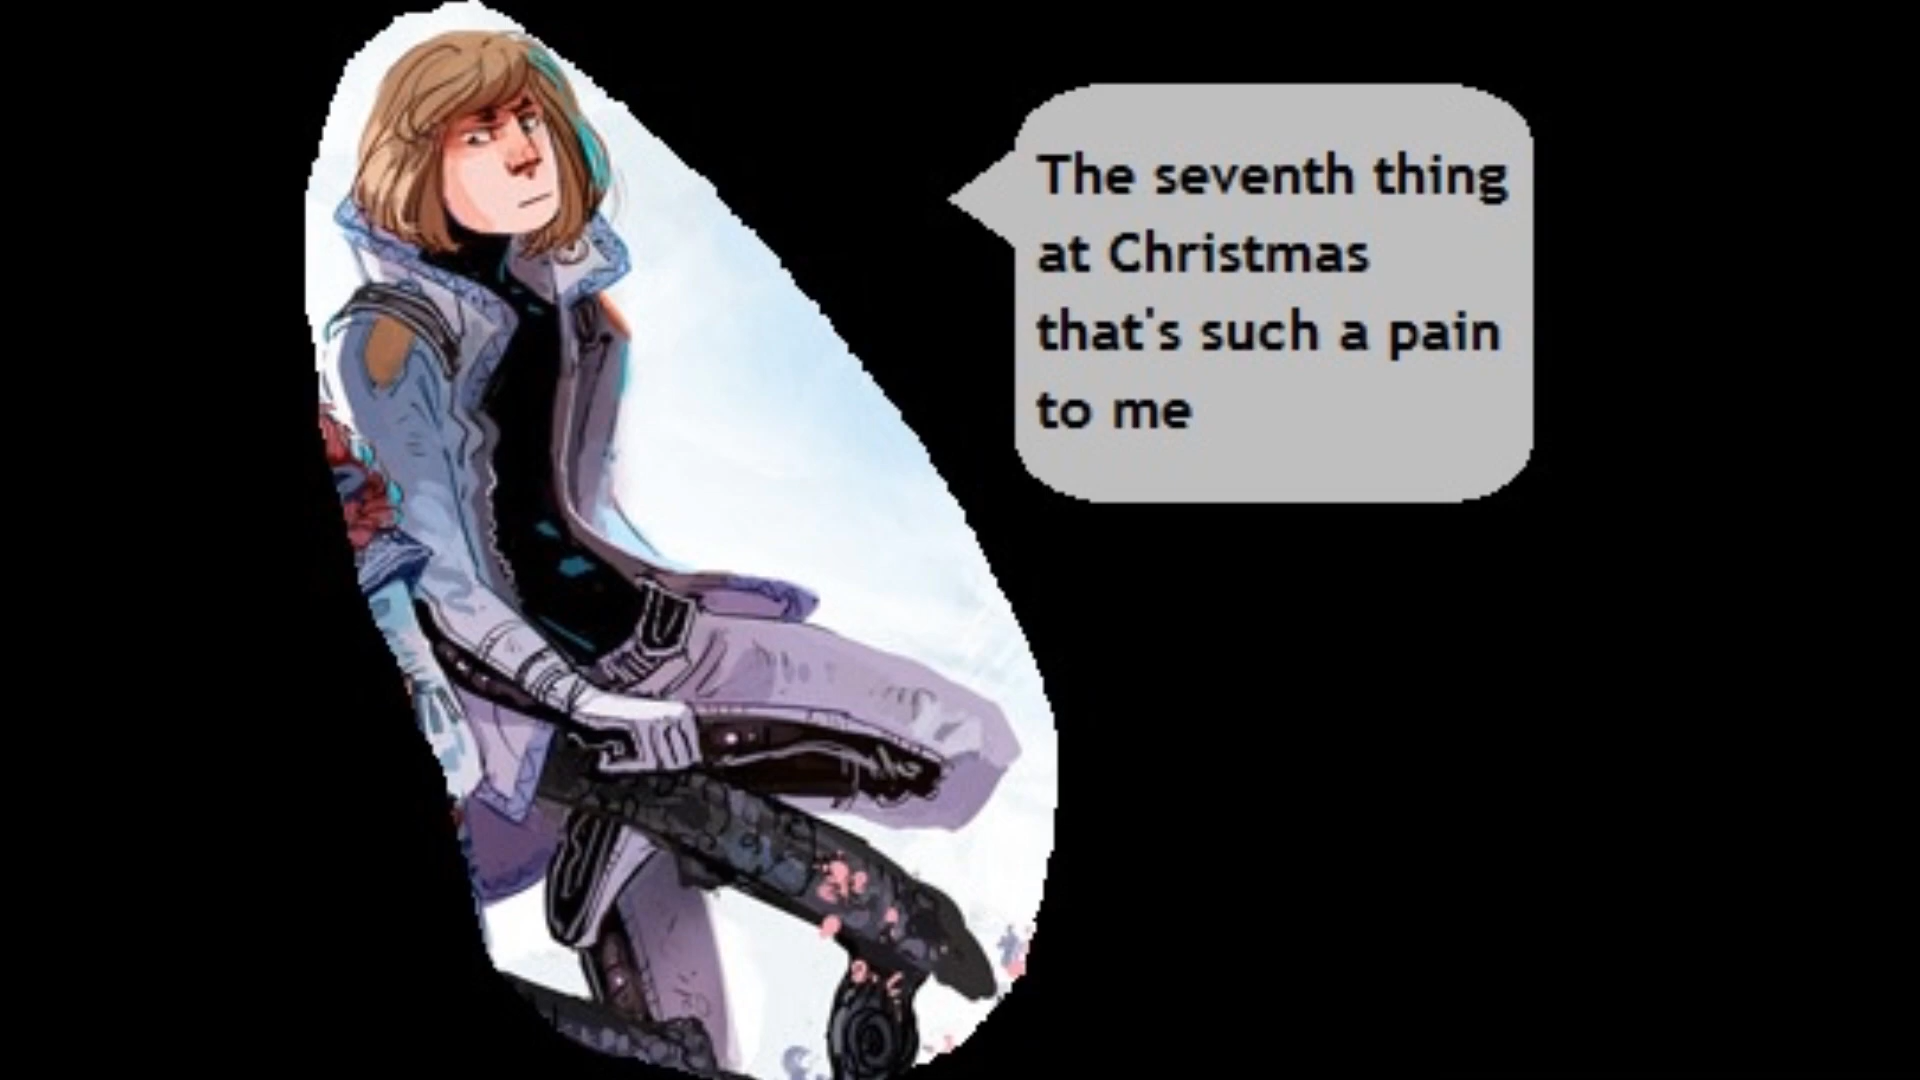 The seventh thing
at Christmas
that's such a pain
to me